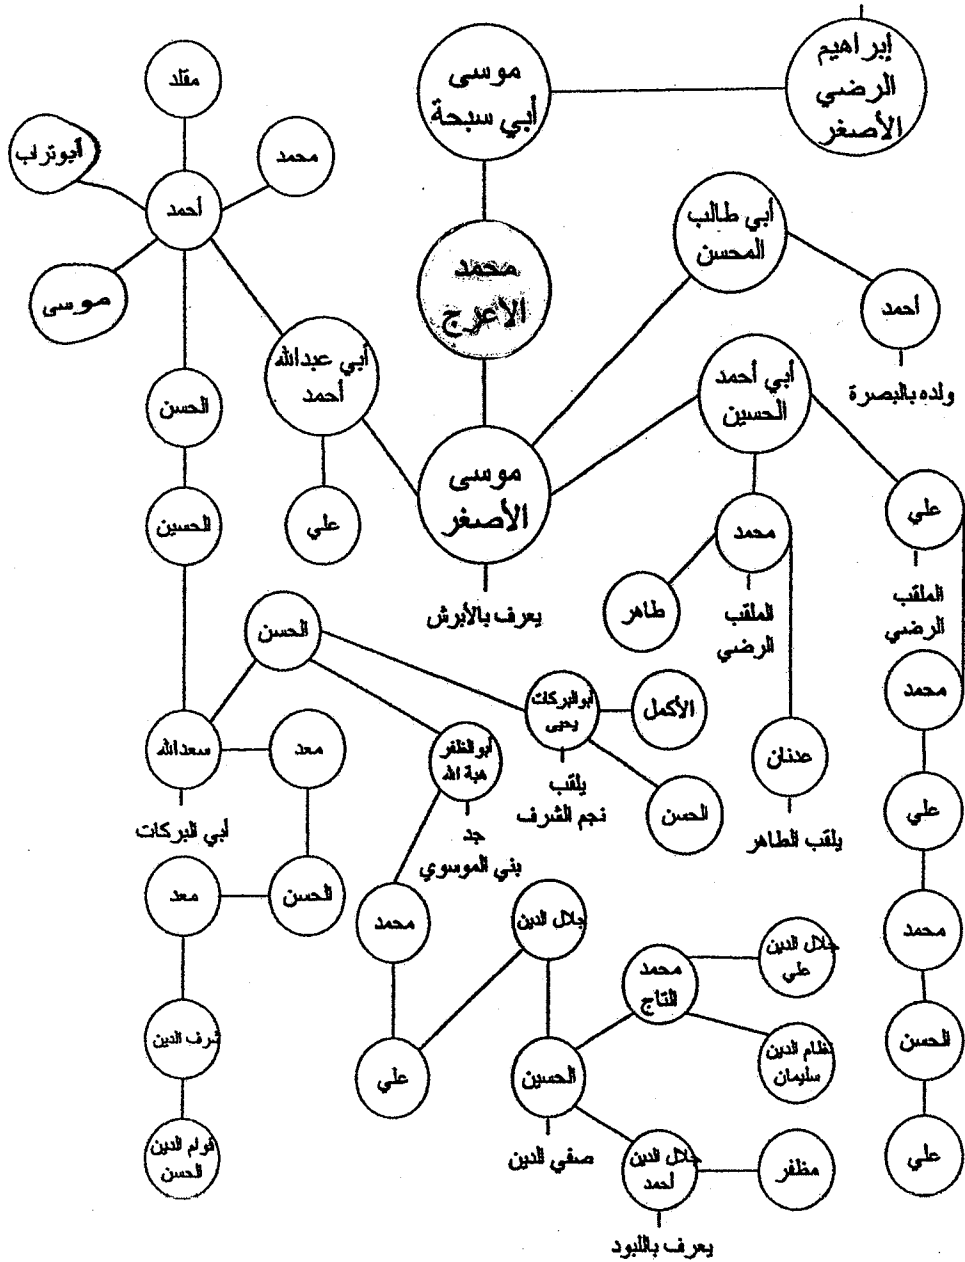 إبراهيم
الرضي
الأصغر
موسى
أبي سبحة
مقلد
محمد
أبوتراب
أحمد
موسى
أبي طالب
المحسن
أحمد
ولده بالبصرة
محمد
الأعرج
أبي عبدالله
أحمد
أبي أحمد
الحسين
الحسن
موسى
الأصغر
يعرف بالأبرش
علي
الحسين
علي
الملقب
الرضي
محمد
الملقب
الرضي
طاهر
الحسن
محمد
أبوالبركات
يحيى
يلقب
نجم الشرف
الأكمل
أبوالظفر
هبة الله
جد
بني الموسوي
معد
سعدالله
أبي البركات
عدنان
يلقب الطاهر
الحسن
علي
الحسن
معد
محمد
جلال الدين
محمد
جلال الدين
علي
محمد
التاج
شرف الدين
علي
الحسين
صفي الدين
نظام الدين
سليمان
الحسن
قوام الدين
الحسن
جلال الدين
أحمد
يعرف باللبود
مظفر
علي